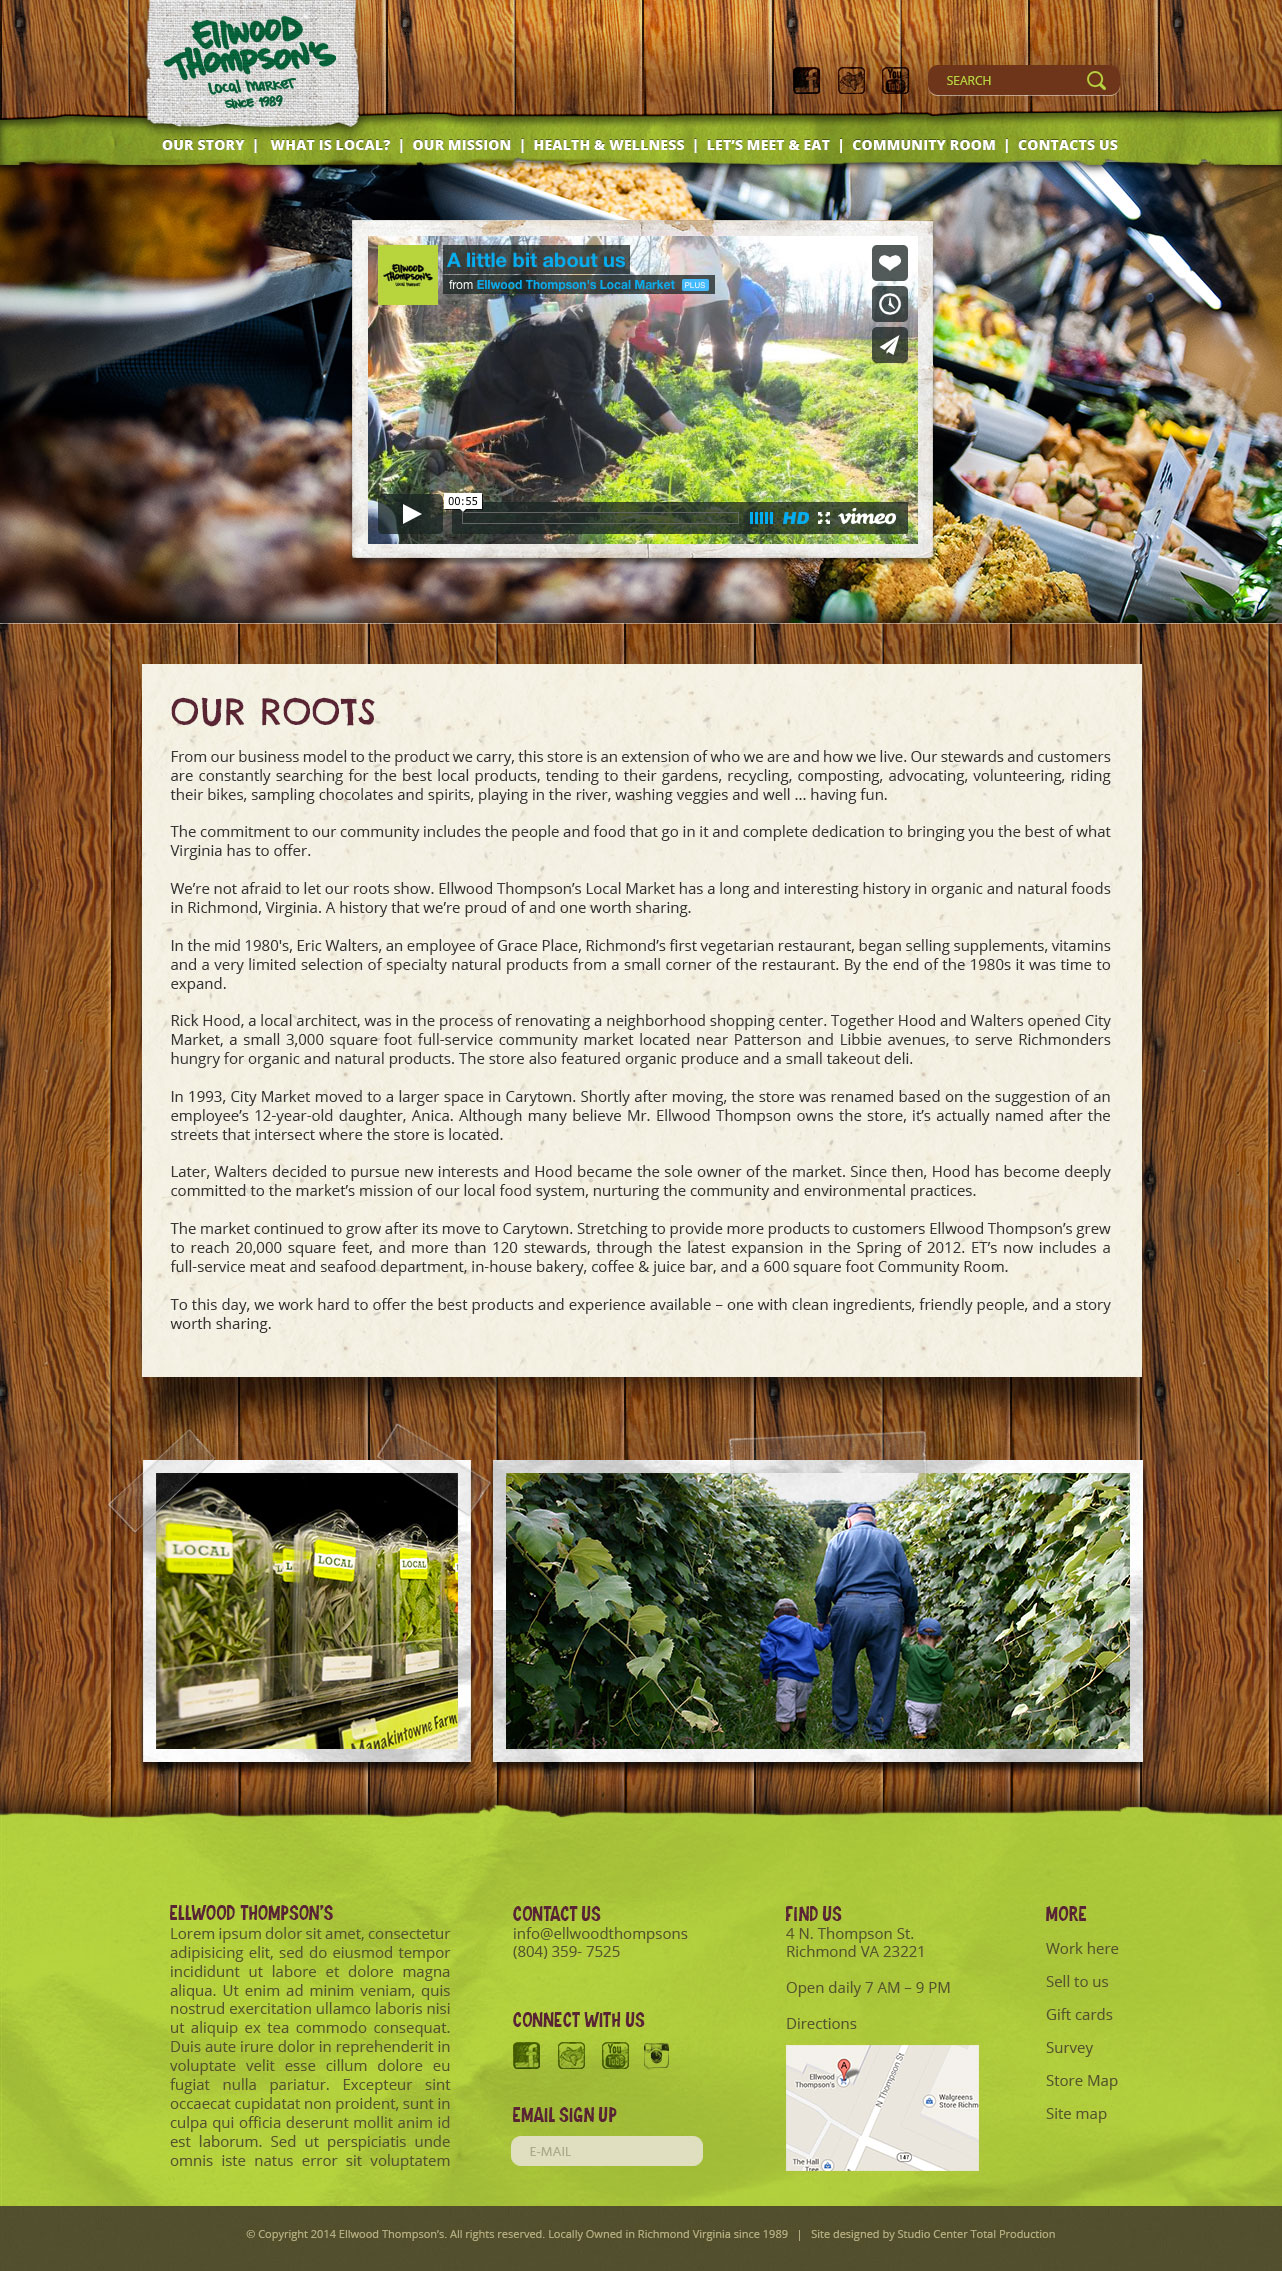 Ellwood
Thompson's
Local Market
since 1989
SEARCH
OUR STORY | WHAT IS LOCAL? | OUR MISSION | HEALTH & WELLNESS | LET'S MEET & EAT | COMMUNITY ROOM | CONTACTS US
Ellwood
Thompson's
A little bit about us
from Ellwood Thompson's Local Market PLUS
00:55
HD vimeo
OUR ROOTS
From our business model to the product we carry, this store is an extension of who we are and how we live. Our stewards and customers
are constantly searching for the best local products, tending to their gardens, recycling, composting, advocating, volunteering, riding
their bikes, sampling chocolates and spirits, playing in the river, washing veggies and well ... having fun.
The commitment to our community includes the people and food that go in it and complete dedication to bringing you the best of what
Virginia has to offer.
We’re not afraid to let our roots show. Ellwood Thompson’s Local Market has a long and interesting history in organic and natural foods
in Richmond, Virginia. A history that we’re proud of and one worth sharing.
In the mid 1980's, Eric Walters, an employee of Grace Place, Richmond’s first vegetarian restaurant, began selling supplements, vitamins
and a very limited selection of specialty natural products from a small corner of the restaurant. By the end of the 1980s it was time to
expand.
Rick Hood, a local architect, was in the process of renovating a neighborhood shopping center. Together Hood and Walters opened City
Market, a small 3,000 square foot full-service community market located near Patterson and Libbie avenues, to serve Richmonders
hungry for organic and natural products. The store also featured organic produce and a small takeout deli.
In 1993, City Market moved to a larger space in Carytown. Shortly after moving, the store was renamed based on the suggestion of an
employee’s 12-year-old daughter, Anica. Although many believe Mr. Ellwood Thompson owns the store, it’s actually named after the
streets that intersect where the store is located.
Later, Walters decided to pursue new interests and Hood became the sole owner of the market. Since then, Hood has become deeply
committed to the market’s mission of our local food system, nurturing the community and environmental practices.
The market continued to grow after its move to Carytown. Stretching to provide more products to customers Ellwood Thompson’s grew
to reach 20,000 square feet, and more than 120 stewards, through the latest expansion in the Spring of 2012. ET’s now includes a
full-service meat and seafood department, in-house bakery, coffee & juice bar, and a 600 square foot Community Room.
To this day, we work hard to offer the best products and experience available – one with clean ingredients, friendly people, and a story
worth sharing.
LOCAL
LOCAL
LOCAL
Rosemary
Manakintowne Farm
ELLWOOD THOMPSON'S
Lorem ipsum dolor sit amet, consectetur
adipisicing elit, sed do eiusmod tempor
incididunt ut labore et dolore magna
aliqua. Ut enim ad minim veniam, quis
nostrud exercitation ullamco laboris nisi
ut aliquip ex tea commodo consequat.
Duis aute irure dolor in reprehenderit in
voluptate velit esse cillum dolore eu
fugiat nulla pariatur. Excepteur sint
occaecat cupidatat non proident, sunt in
culpa qui officia deserunt mollit anim id
est laborum. Sed ut perspiciatis unde
omnis iste natus error sit voluptatem
CONTACT US
info@ellwoodthompsons
(804) 359- 7525
CONNECT WITH US
You
Tube
EMAIL SIGN UP
E-MAIL
FIND US
4 N. Thompson St.
Richmond VA 23221
Open daily 7 AM – 9 PM
Directions
A
Ellwood
Thompson's
N Thompson St
Walgreens
Store Richm
The Hall
Tree
147
MORE
Work here
Sell to us
Gift cards
Survey
Store Map
Site map
© Copyright 2014 Ellwood Thompson’s. All rights reserved. Locally Owned in Richmond Virginia since 1989 | Site designed by Studio Center Total Production